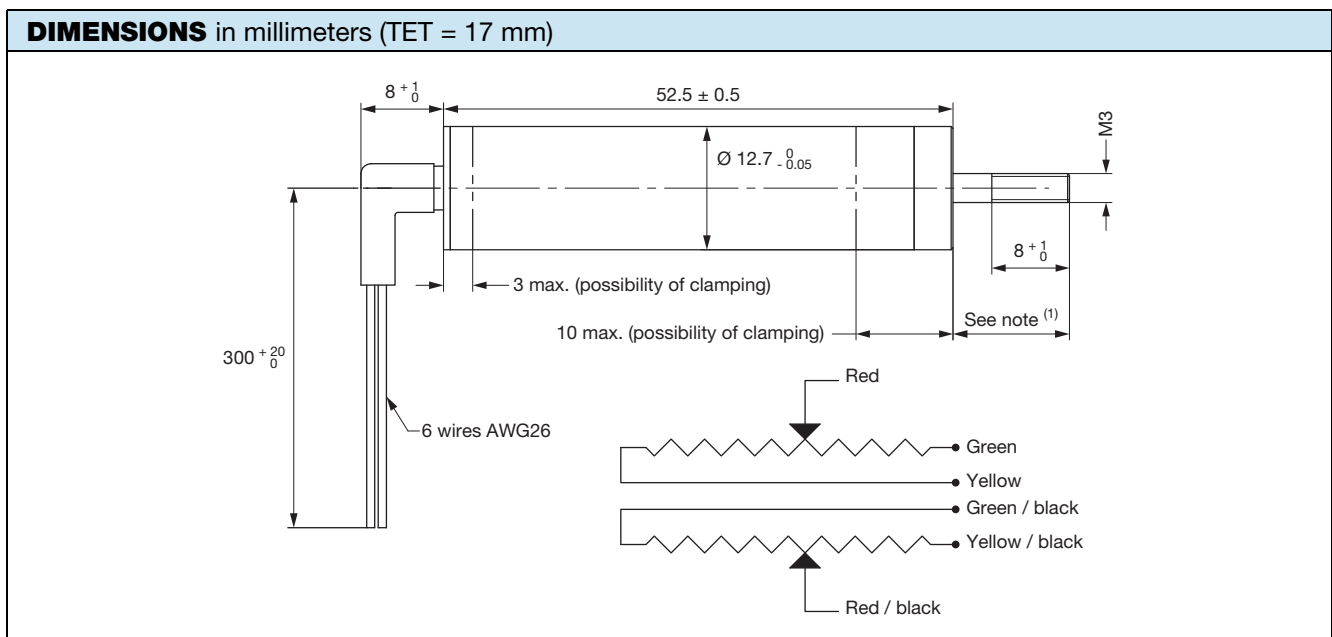 DIMENSIONS in millimeters (TET = 17 mm)
8 +1 0
52.5 ± 0.5
M3
Ø 12.7 0 - 0.05
8 +1 0
3 max. (possibility of clamping)
See note (1)
10 max. (possibility of clamping)
300 +20 0
Red
6 wires AWG26
Green
Yellow
Green / black
Yellow / black
Red / black